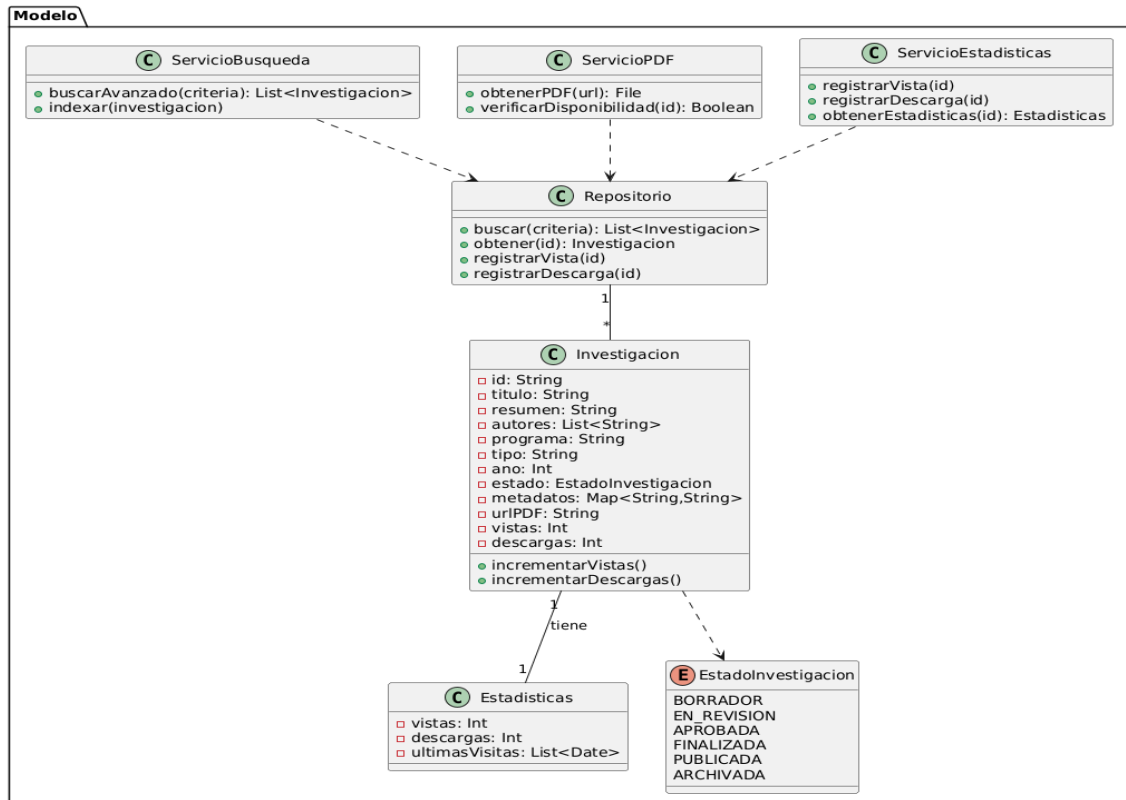 Modelo
C ServicioBusqueda
buscarAvanzado(criteria): List<Investigacion>
indexar(investigacion)
C ServicioPDF
obtenerPDF(url): File
verificarDisponibilidad(id): Boolean
C ServicioEstadisticas
registrarVista(id)
registrarDescarga(id)
obtenerEstadisticas(id): Estadisticas
C Repositorio
buscar(criteria): List<Investigacion>
obtener(id): Investigacion
registrarVista(id)
registrarDescarga(id)
1
*
C Investigacion
id: String
titulo: String
resumen: String
autores: List<String>
programa: String
tipo: String
ano: Int
estado: EstadoInvestigacion
metadatos: Map<String,String>
urlPDF: String
vistas: Int
descargas: Int
incrementarVistas()
incrementarDescargas()
1
tiene
1
C Estadisticas
vistas: Int
descargas: Int
ultimasVisitas: List<Date>
E EstadoInvestigacion
BORRADOR
EN_REVISION
APROBADA
FINALIZADA
PUBLICADA
ARCHIVADA